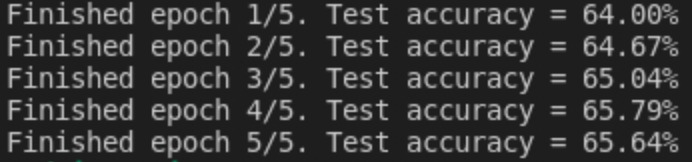 Finished epoch 1/5. Test accuracy = 64.00%
Finished epoch 2/5. Test accuracy = 64.67%
Finished epoch 3/5. Test accuracy = 65.04%
Finished epoch 4/5. Test accuracy = 65.79%
Finished epoch 5/5. Test accuracy = 65.64%